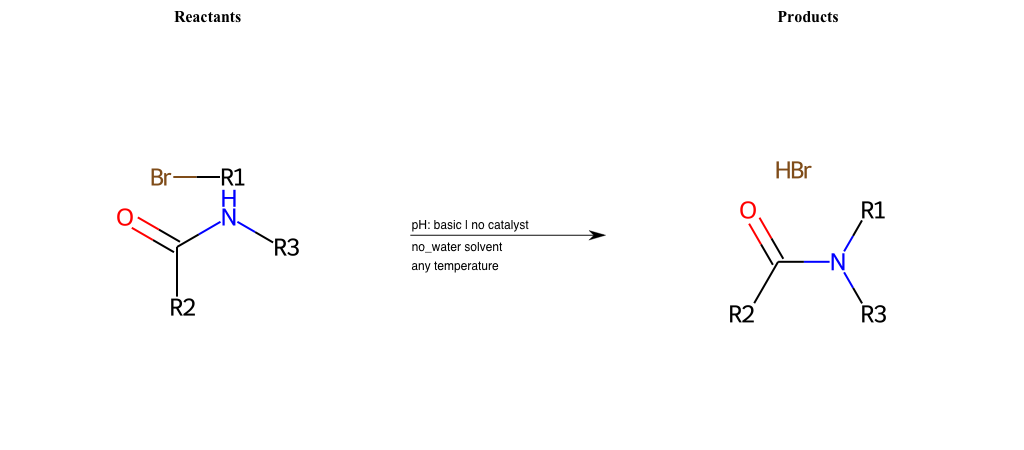 Reactants
Products
Br R1
H
O N
R3
R2
pH: basic | no catalyst
no_water solvent
any temperature
HBr
O R1
N
R2 R3